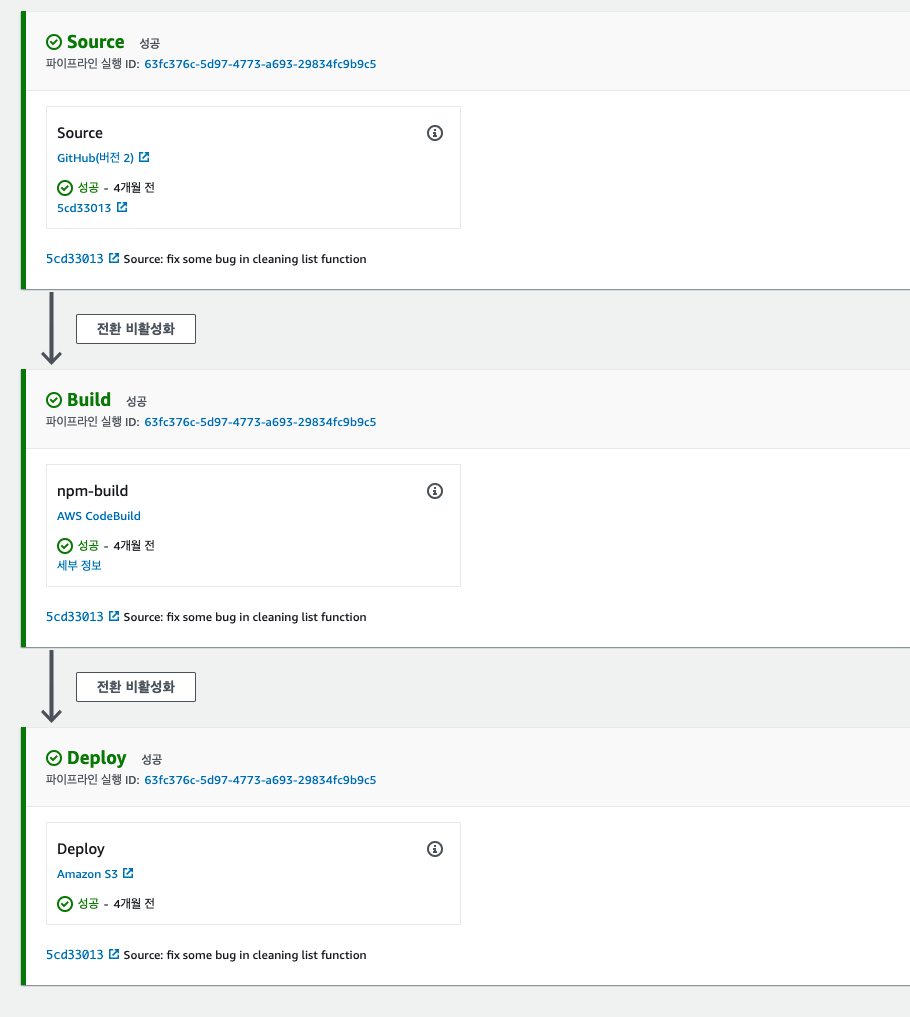 Source 성공
파이프라인 실행 ID: 63fc376c-5d97-4773-a693-29834fc9b9c5
Source
GitHub(버전 2)
성공 - 4개월 전
5cd33013
5cd33013 Source: fix some bug in cleaning list function
전환 비활성화
Build 성공
파이프라인 실행 ID: 63fc376c-5d97-4773-a693-29834fc9b9c5
npm-build
AWS CodeBuild
성공 - 4개월 전
세부 정보
5cd33013 Source: fix some bug in cleaning list function
전환 비활성화
Deploy 성공
파이프라인 실행 ID: 63fc376c-5d97-4773-a693-29834fc9b9c5
Deploy
Amazon S3
성공 - 4개월 전
5cd33013 Source: fix some bug in cleaning list function